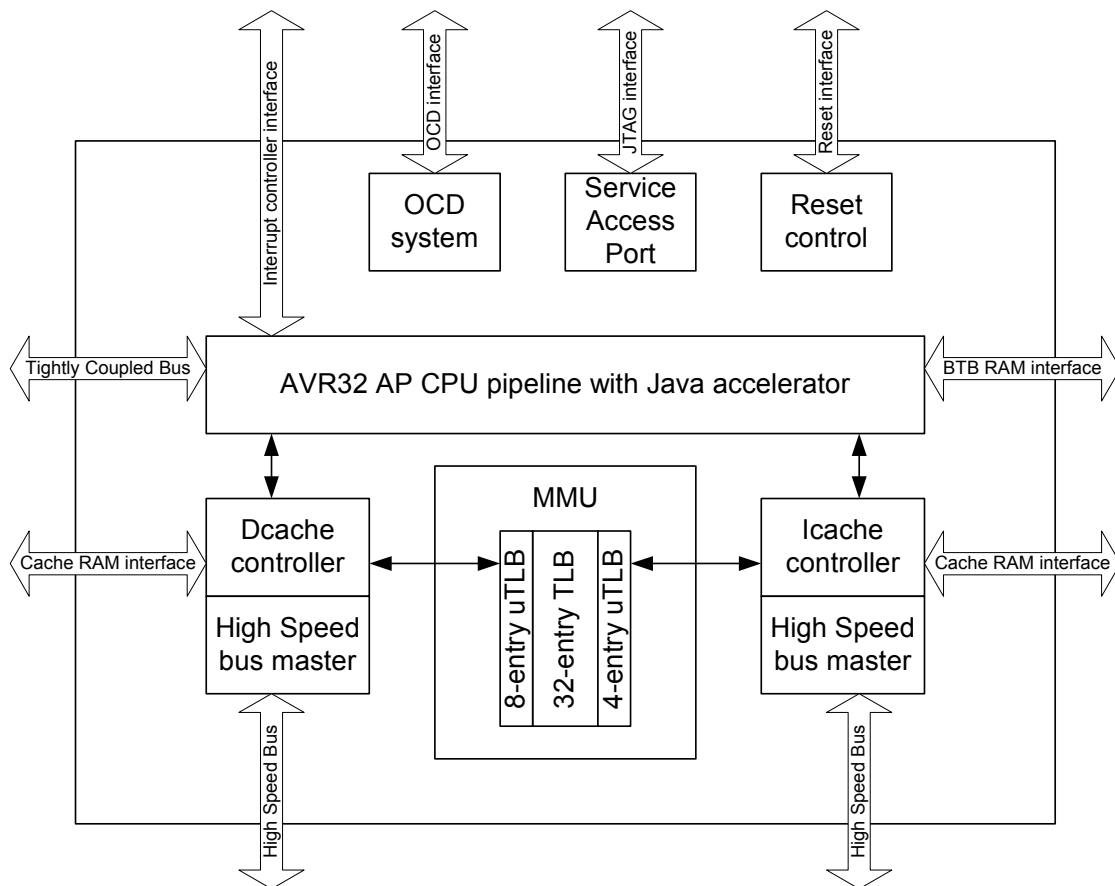 Interrupt controller interface
OCD interface
JTAG interface
Reset interface
OCD
system
Service
Access
Port
Reset
control
Tightly Coupled Bus
AVR32 AP CPU pipeline with Java accelerator
BTB RAM interface
MMU
Dcache
controller
Icache
controller
Cache RAM interface
8-entry uTLB
32-entry TLB
4-entry uTLB
Cache RAM interface
High Speed
bus master
High Speed
bus master
High Speed Bus
High Speed Bus